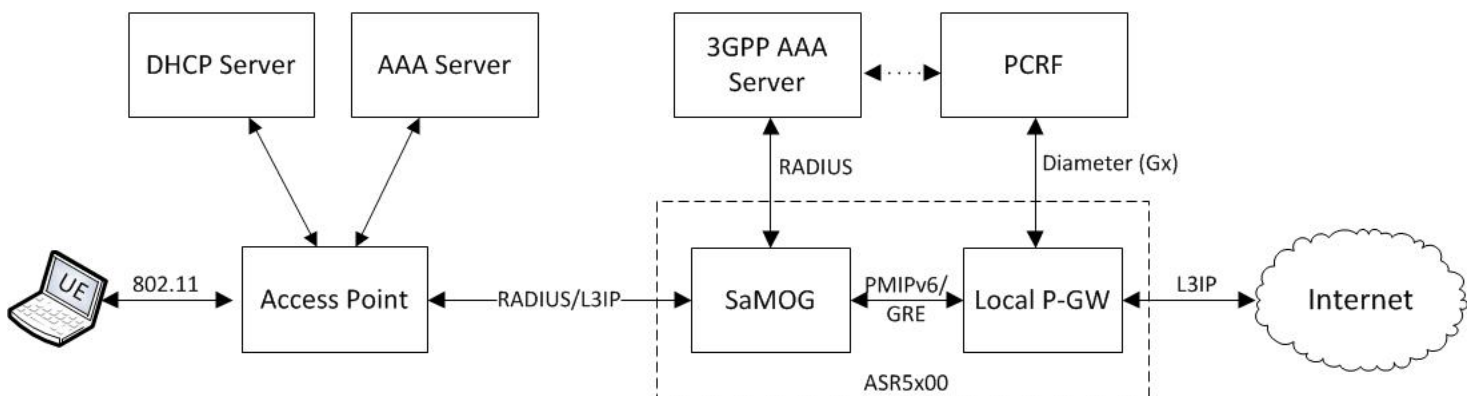 DHCP Server
AAA Server
3GPP AAA
Server
PCRF
RADIUS
Diameter (Gx)
UE
802.11
Access Point
RADIUS/L3IP
SaMOG
PMIPv6/
GRE
Local P-GW
L3IP
Internet
ASR5x00